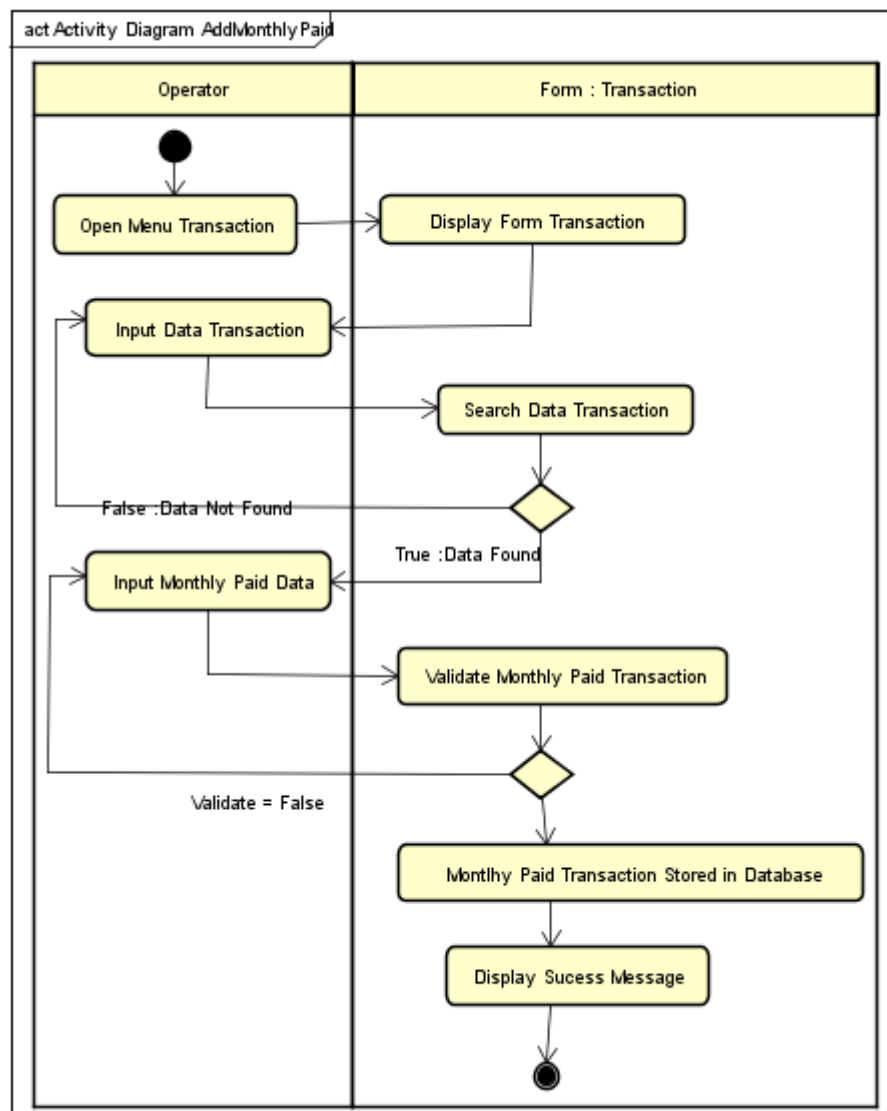 act Activity Diagram AddMonthlyPaid
Operator
Form : Transaction
Open Menu Transaction
Display Form Transaction
Input Data Transaction
Search Data Transaction
False :Data Not Found
True :Data Found
Input Monthly Paid Data
Validate Monthly Paid Transaction
Validate = False
Montlhy Paid Transaction Stored in Database
Display Sucess Message